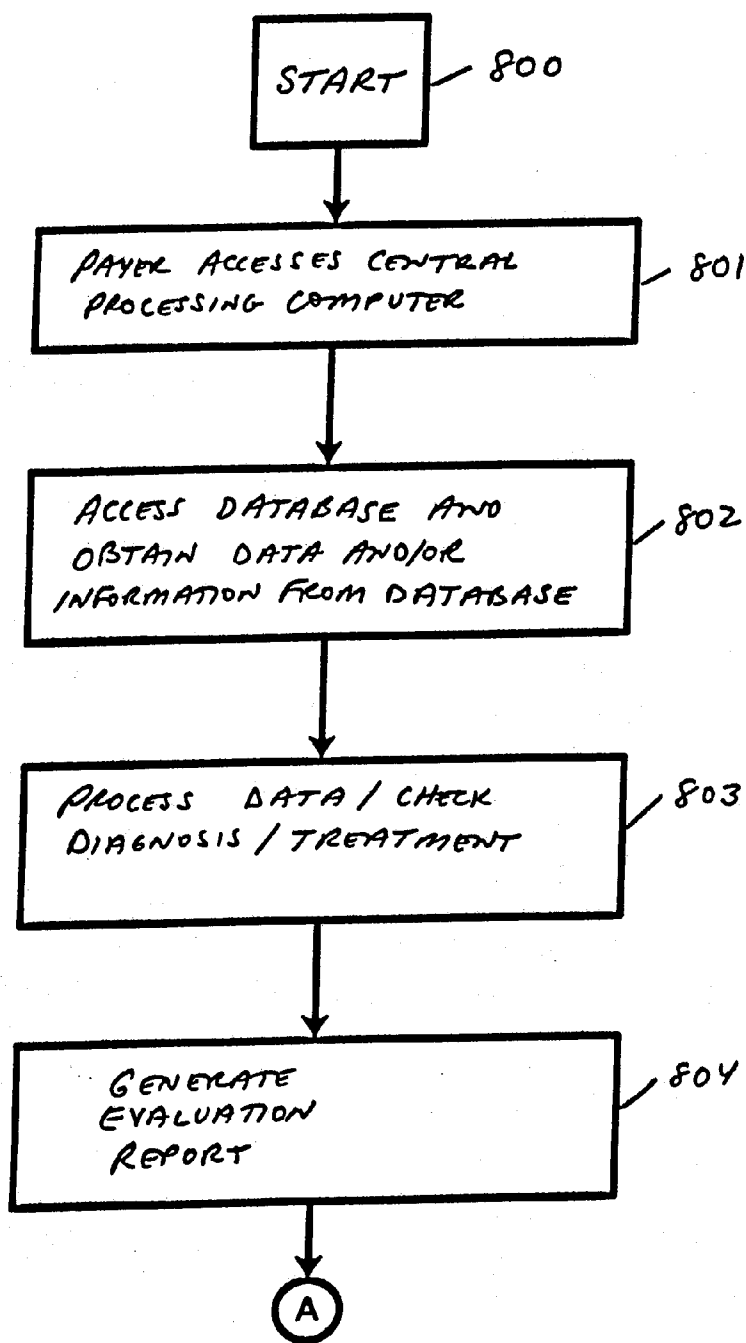 START
800
PAYER ACCESSES CENTRAL
PROCESSING COMPUTER
801
ACCESS DATABASE AND
OBTAIN DATA AND/OR
INFORMATION FROM DATABASE
802
PROCESS DATA / CHECK
DIAGNOSIS / TREATMENT
803
GENERATE
EVALUATION
REPORT
804
A